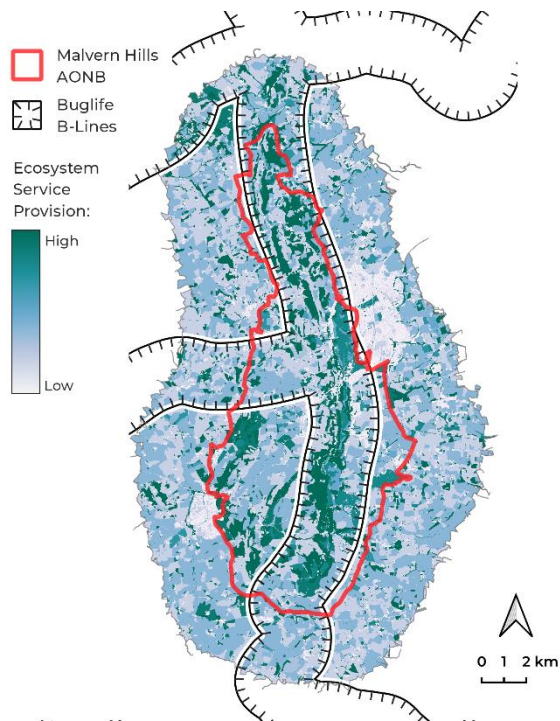 Malvern Hills
AONB
Buglife
B-Lines
Ecosystem
Service
Provision:
High
Low
0 1 2 km